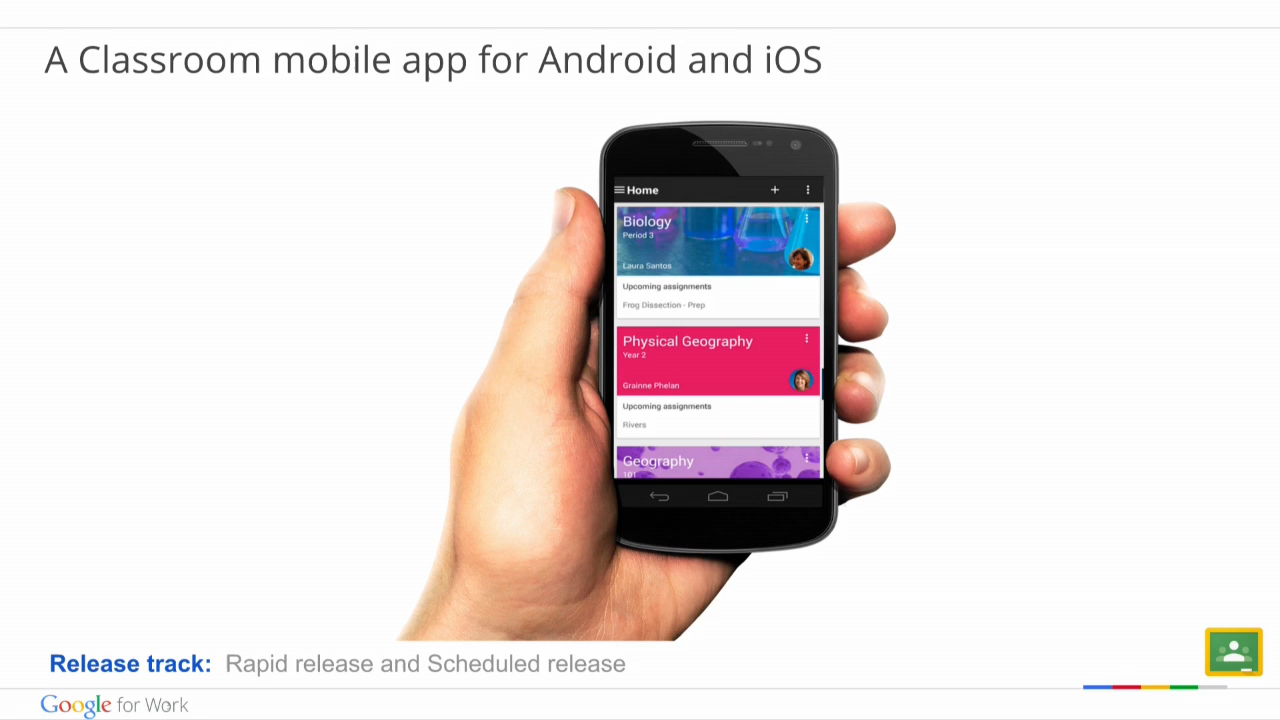 A Classroom mobile app for Android and iOS
Home
Biology
Period 3
Laura Santos
Upcoming assignments
Frog Dissection - Prep
Physical Geography
Year 2
Grainne Phelan
Upcoming assignments
Rivers
Geography
101
Release track: Rapid release and Scheduled release
Google for Work